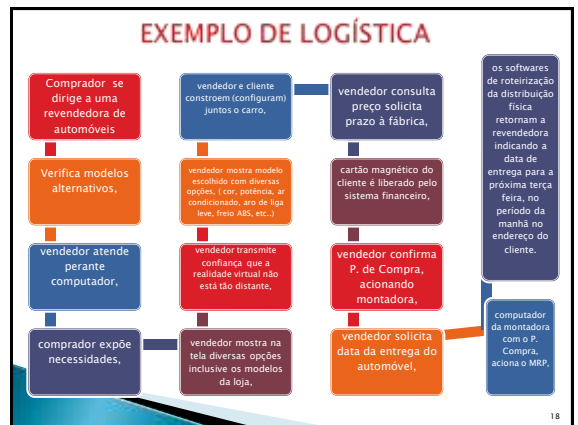 EXEMPLO DE LOGÍSTICA
Comprador se
dirige a uma
revendedora de
automóveis
Verifica modelos
alternativos,
vendedor atende
perante
computador,
comprador expõe
necessidades,
vendedor mostra na
tela diversas opções
inclusive os modelos
da loja,
vendedor transmite
confiança que a
realidade virtual não
está tão distante,
vendedor mostra modelo
escolhido com diversas
opções, ( cor, potência, ar
condicionado, aro de liga
leve, freio ABS, etc..)
vendedor e cliente
constroem (configuram)
juntos o carro,
vendedor consulta
preço solicita
prazo à fábrica,
cartão magnético do
cliente é liberado pelo
sistema financeiro,
vendedor confirma
P. de Compra,
acionando
montadora,
vendedor solicita
data da entrega do
automóvel,
computador
da montadora
com o P.
Compra,
aciona o MRP,
os softwares
de roteirização
da distribuição
física
retornam a
revendedora
indicando a
data de
entrega para a
próxima terça
feira, no
período da
manhã no
endereço do
cliente.
18